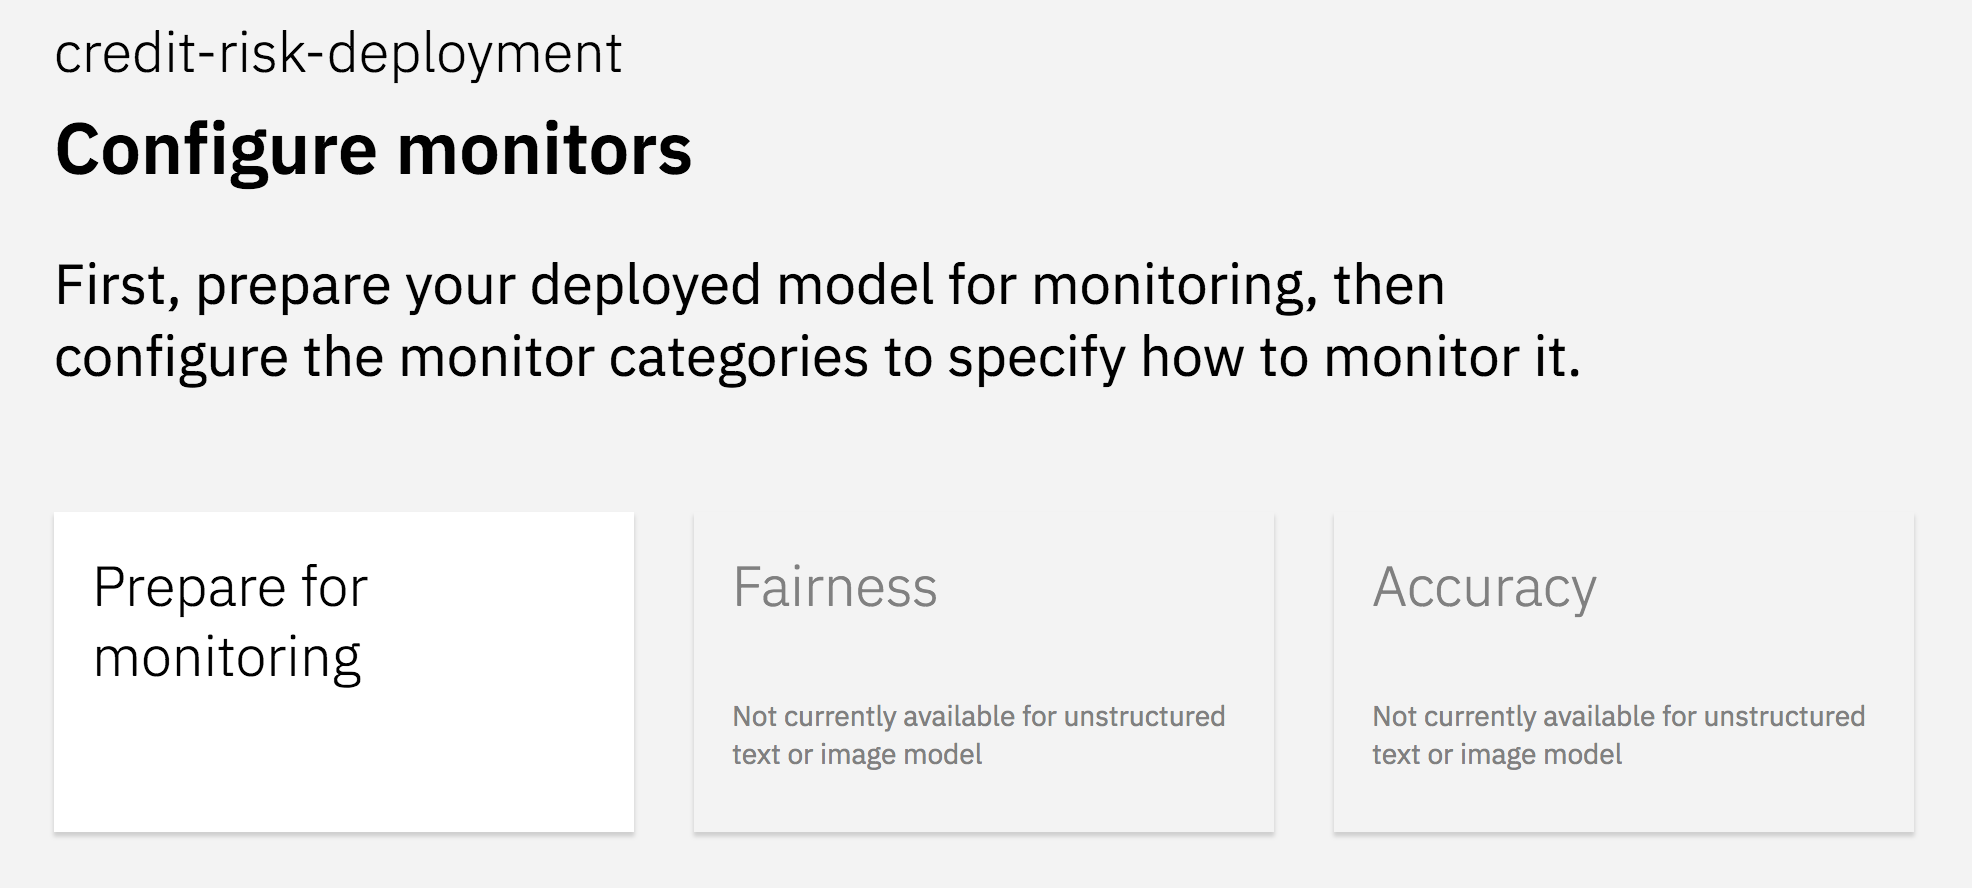 credit-risk-deployment
Configure monitors
First, prepare your deployed model for monitoring, then
configure the monitor categories to specify how to monitor it.
Prepare for
monitoring
Fairness
Not currently available for unstructured
text or image model
Accuracy
Not currently available for unstructured
text or image model